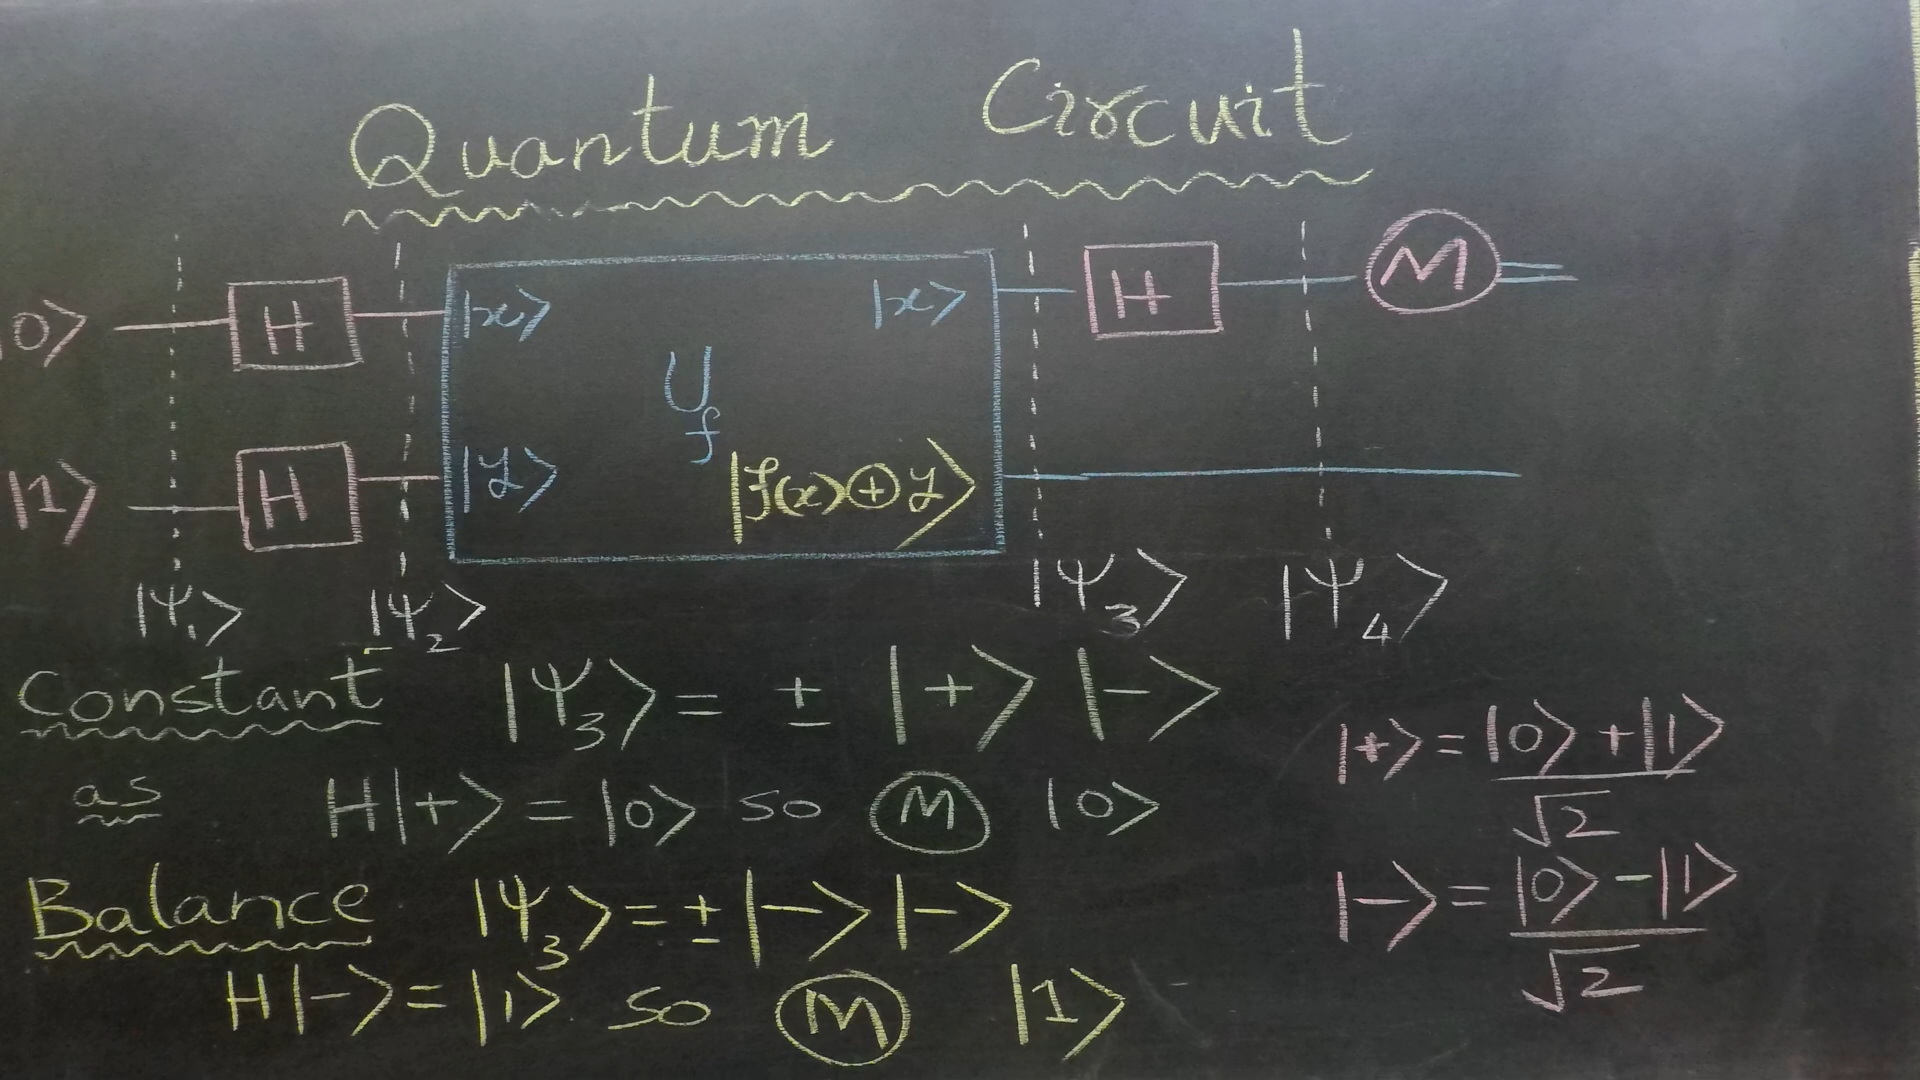 Quantum Circuit
|0> H |x> |x> H M
U_f
|1> H |y> |f(x)⊕y>
|Ψ₁> |Ψ₂> |Ψ₃> |Ψ₄>
Constant |Ψ₃> = ± |+> |->
as H|+> = |0> so M |0>
|+> = |0> + |1> / √2
Balance |Ψ₃> = ± |-> |->
H|-> = |1> so M |1>
|-> = |0> - |1> / √2